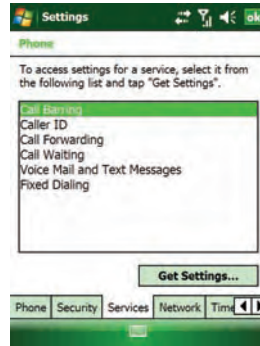 Settings
ok
Phone
To access settings for a service, select it from
the following list and tap "Get Settings".
Call Barring
Caller ID
Call Forwarding
Call Waiting
Voice Mail and Text Messages
Fixed Dialing
Get Settings...
Phone Security Services Network Time